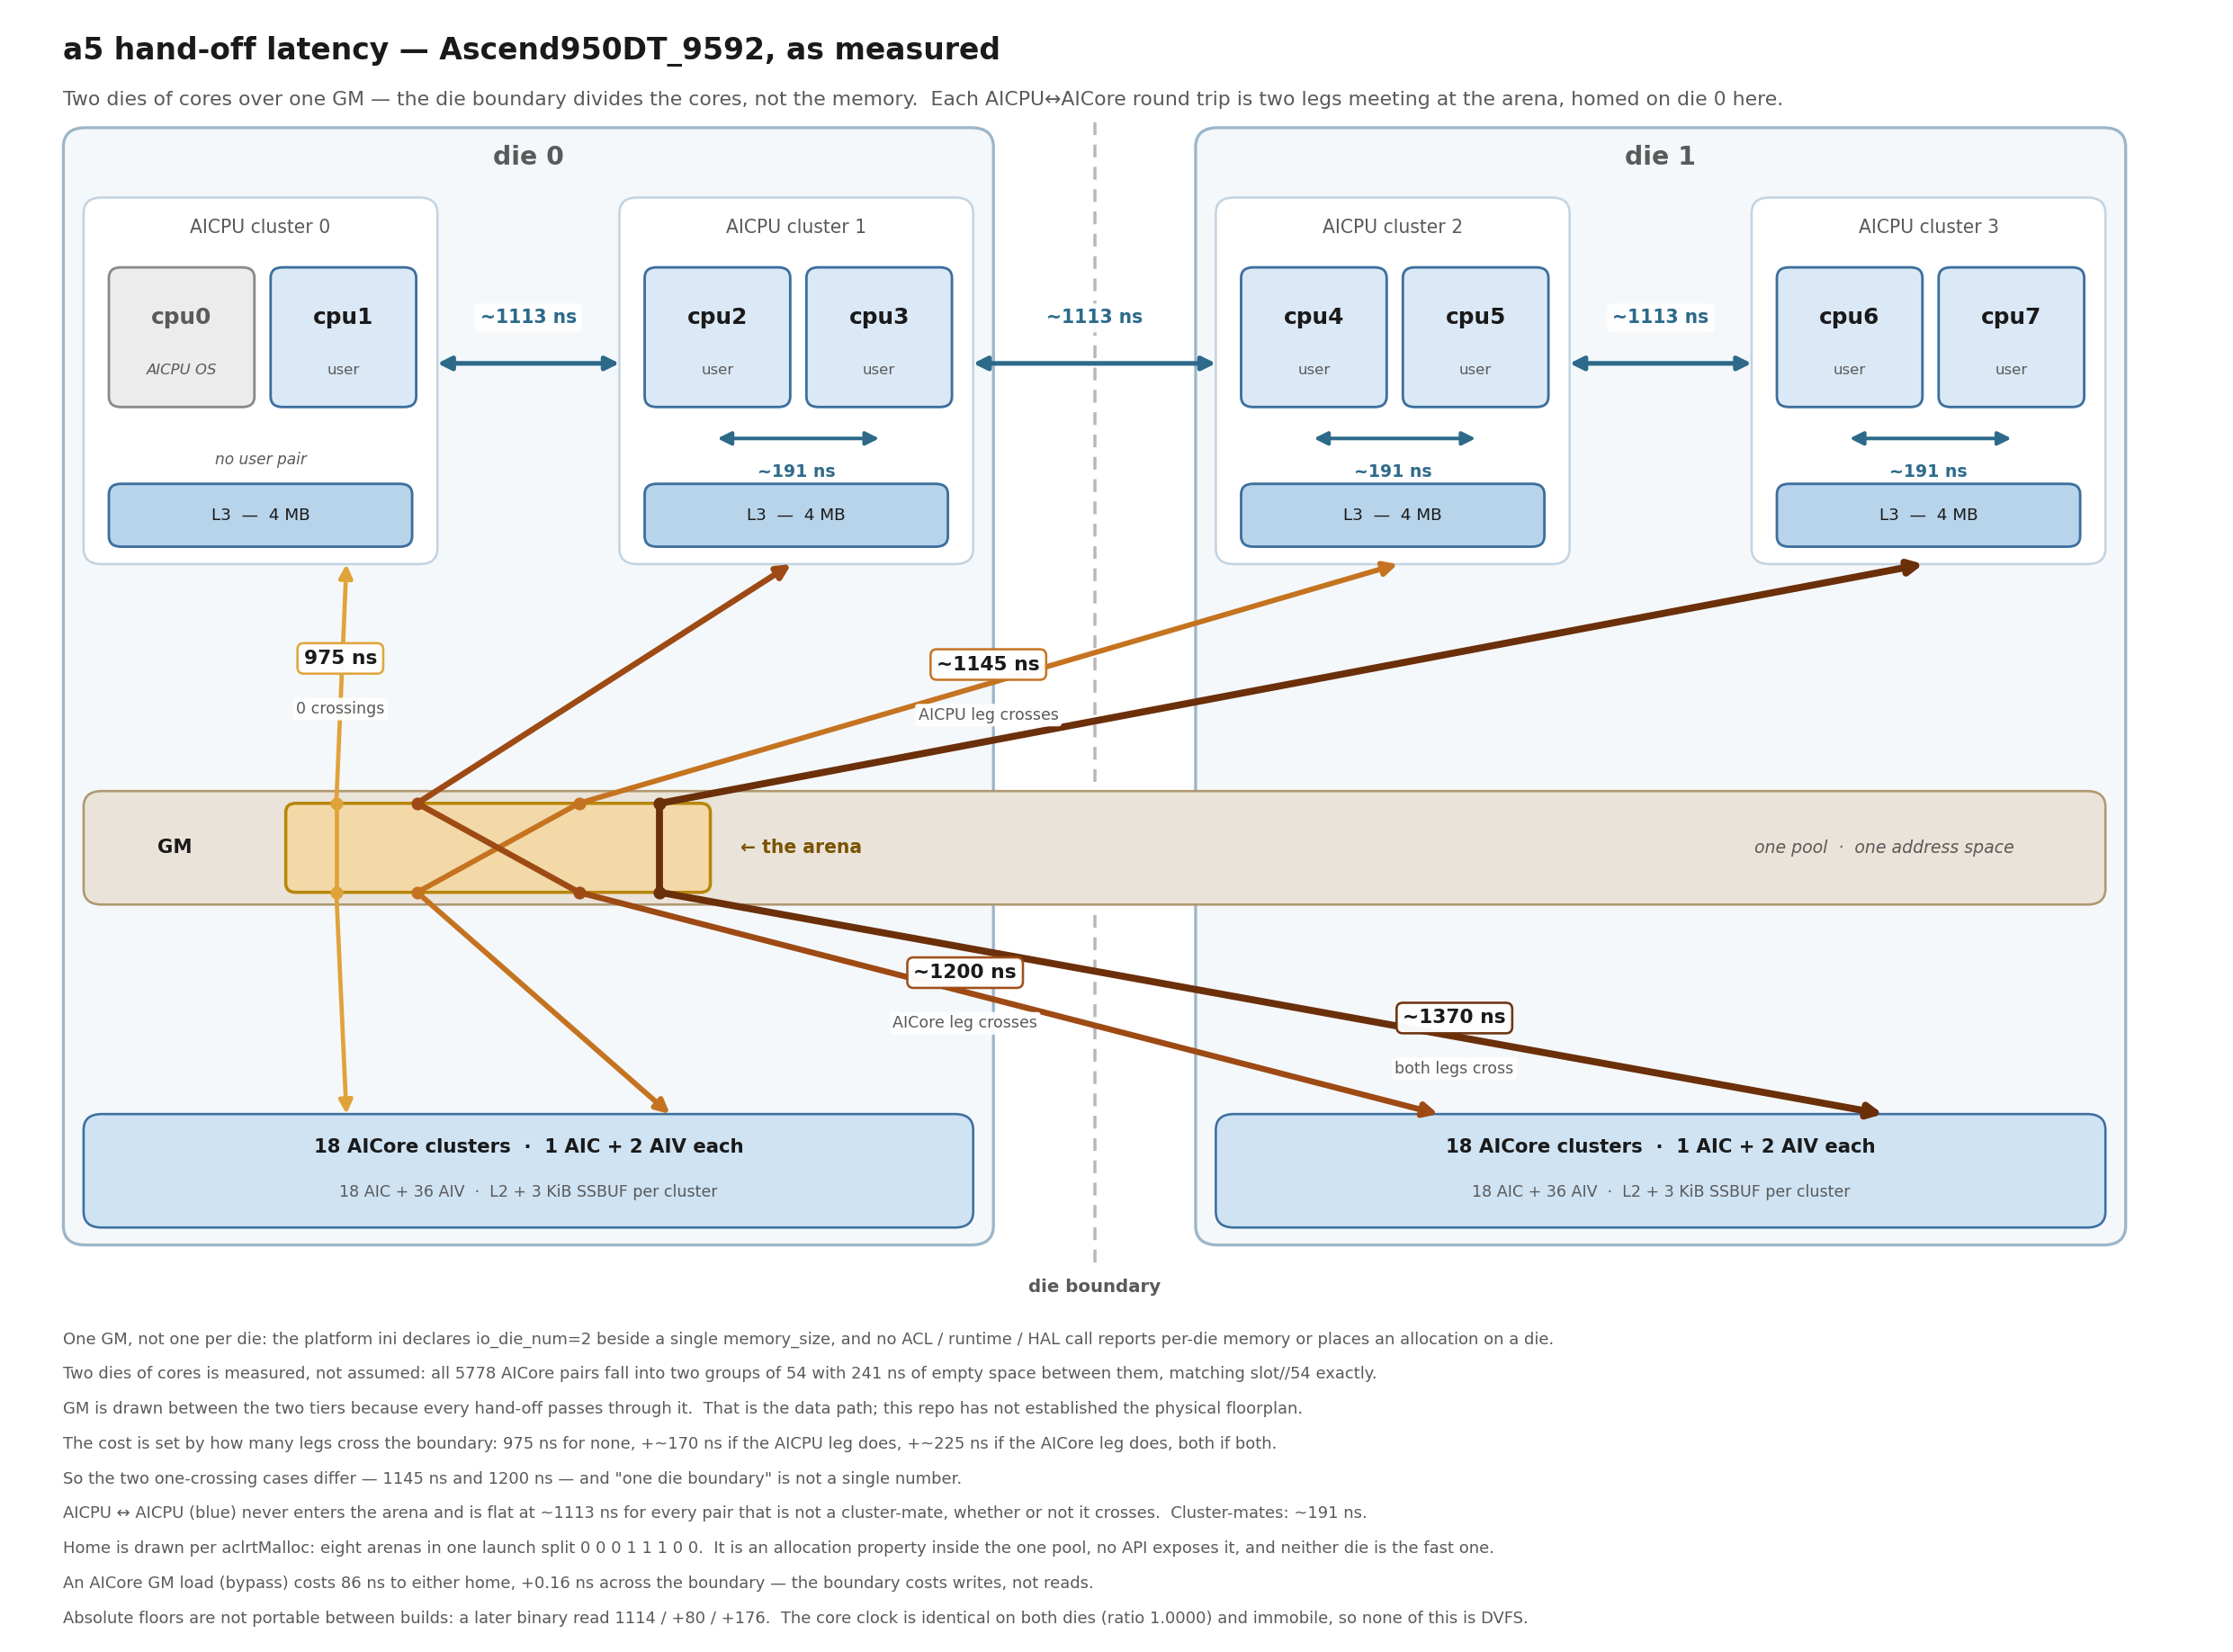 a5 hand-off latency — Ascend950DT_9592, as measured
Two dies of cores over one GM — the die boundary divides the cores, not the memory.  Each AICPU↔AICore round trip is two legs meeting at the arena, homed on die 0 here.
die 0
die 1
AICPU cluster 0
AICPU cluster 1
AICPU cluster 2
AICPU cluster 3
cpu0
AICPU OS
cpu1
user
~1113 ns
cpu2
user
cpu3
user
~1113 ns
cpu4
user
cpu5
user
~1113 ns
cpu6
user
cpu7
user
no user pair
~191 ns
~191 ns
~191 ns
L3 — 4 MB
L3 — 4 MB
L3 — 4 MB
L3 — 4 MB
975 ns
0 crossings
~1145 ns
AICPU leg crosses
GM
← the arena
one pool · one address space
~1200 ns
AICore leg crosses
~1370 ns
both legs cross
18 AICore clusters · 1 AIC + 2 AIV each
18 AIC + 36 AIV · L2 + 3 KiB SSBUF per cluster
18 AICore clusters · 1 AIC + 2 AIV each
18 AIC + 36 AIV · L2 + 3 KiB SSBUF per cluster
die boundary
One GM, not one per die: the platform ini declares io_die_num=2 beside a single memory_size, and no ACL / runtime / HAL call reports per-die memory or places an allocation on a die.
Two dies of cores is measured, not assumed: all 5778 AICore pairs fall into two groups of 54 with 241 ns of empty space between them, matching slot//54 exactly.
GM is drawn between the two tiers because every hand-off passes through it.  That is the data path; this repo has not established the physical floorplan.
The cost is set by how many legs cross the boundary: 975 ns for none, +~170 ns if the AICPU leg does, +~225 ns if the AICore leg does, both if both.
So the two one-crossing cases differ — 1145 ns and 1200 ns — and "one die boundary" is not a single number.
AICPU ↔ AICPU (blue) never enters the arena and is flat at ~1113 ns for every pair that is not a cluster-mate, whether or not it crosses.  Cluster-mates: ~191 ns.
Home is drawn per aclrtMalloc: eight arenas in one launch split 0 0 0 1 1 1 0 0.  It is an allocation property inside the one pool, no API exposes it, and neither die is the fast one.
An AICore GM load (bypass) costs 86 ns to either home, +0.16 ns across the boundary — the boundary costs writes, not reads.
Absolute floors are not portable between builds: a later binary read 1114 / +80 / +176.  The core clock is identical on both dies (ratio 1.0000) and immobile, so none of this is DVFS.